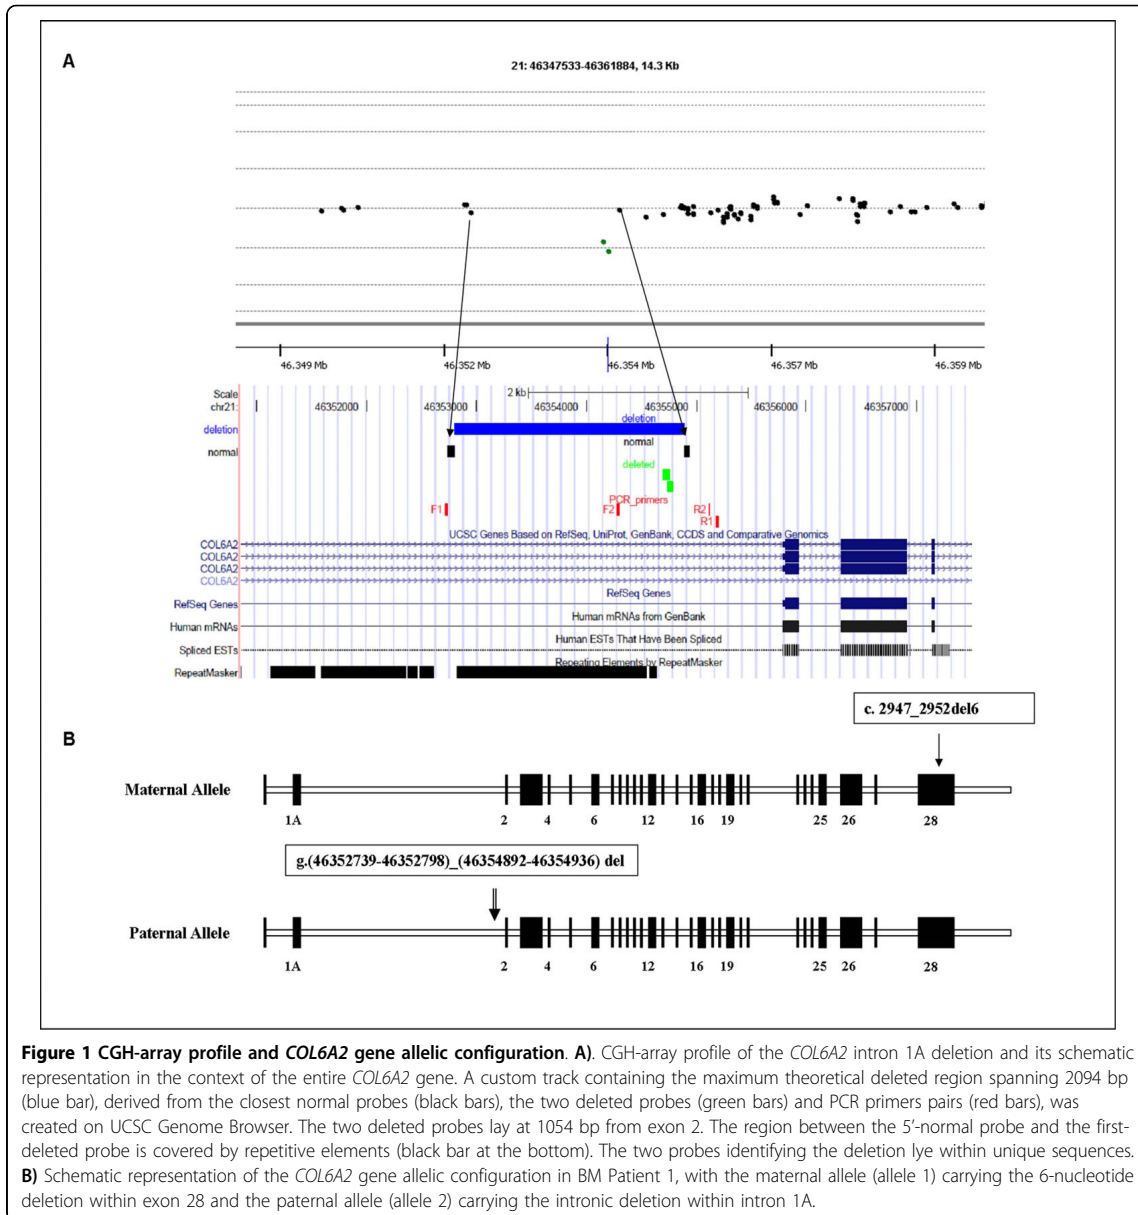 A
21: 46347533-46361884, 14.3 Kb
46.349 Mb 46.352 Mb 46.354 Mb 46.357 Mb 46.359 Mb
Scale 2 kb
chr21: 46352000 46353000 46354000 46355000 46356000 46357000
deletion
deletion
normal
normal
deleted
PCR_primers
F1 F2 R2
R1
UCSC Genes Based on RefSeq, UniProt, GenBank, CCDS and Comparative Genomics
COL6A2
COL6A2
COL6A2
COL6A2
RefSeq Genes
RefSeq Genes
Human mRNAs from GenBank
Human mRNAs
Human ESTs That Have Been Spliced
Spliced ESTs
Repeating Elements by RepeatMasker
RepeatMasker
c. 2947_2952del6
B
Maternal Allele
1A 2 4 6 12 16 19 25 26 28
g.(46352739-46352798)_(46354892-46354936) del
Paternal Allele
1A 2 4 6 12 16 19 25 26 28
Figure 1 CGH-array profile and COL6A2 gene allelic configuration. A). CGH-array profile of the COL6A2 intron 1A deletion and its schematic
representation in the context of the entire COL6A2 gene. A custom track containing the maximum theoretical deleted region spanning 2094 bp
(blue bar), derived from the closest normal probes (black bars), the two deleted probes (green bars) and PCR primers pairs (red bars), was
created on UCSC Genome Browser. The two deleted probes lay at 1054 bp from exon 2. The region between the 5'-normal probe and the first-
deleted probe is covered by repetitive elements (black bar at the bottom). The two probes identifying the deletion lye within unique sequences.
B) Schematic representation of the COL6A2 gene allelic configuration in BM Patient 1, with the maternal allele (allele 1) carrying the 6-nucleotide
deletion within exon 28 and the paternal allele (allele 2) carrying the intronic deletion within intron 1A.